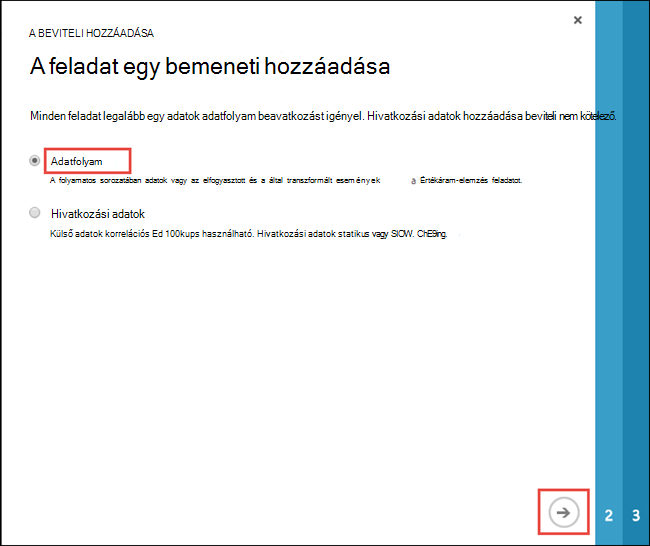 A BEVITELI HOZZÁADÁSA
A feladat egy bemeneti hozzáadása
Minden feladat legalább egy adatok adatfolyam beavatkozást igényel. Hivatkozási adatok hozzáadása beviteli nem kötelező.
Adatfolyam
A folyamatos sorozatában adatok vagy az elfogyasztott és a által transzformált események a Értékáram-elemzés feladatot.
Hivatkozási adatok
Külső adatok korrelációs Ed 100kups használható. Hivatkozási adatok statikus vagy SlOW. ChE9ing.
2 3